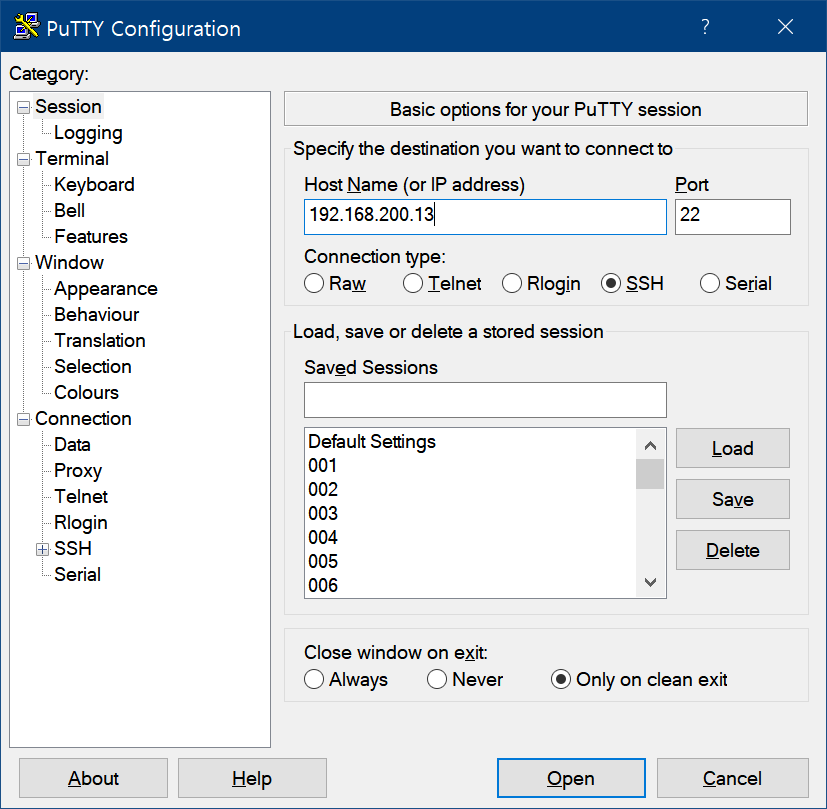 PuTTY Configuration
?
Category:
Session
Logging
Terminal
Keyboard
Bell
Features
Window
Appearance
Behaviour
Translation
Selection
Colours
Connection
Data
Proxy
Telnet
Rlogin
SSH
Serial
Basic options for your PuTTY session
Specify the destination you want to connect to
Host Name (or IP address) Port
192.168.200.13 22
Connection type:
Raw Telnet Rlogin SSH Serial
Load, save or delete a stored session
Saved Sessions
Default Settings
001
002
003
004
005
006
Load
Save
Delete
Close window on exit:
Always Never Only on clean exit
About Help Open Cancel